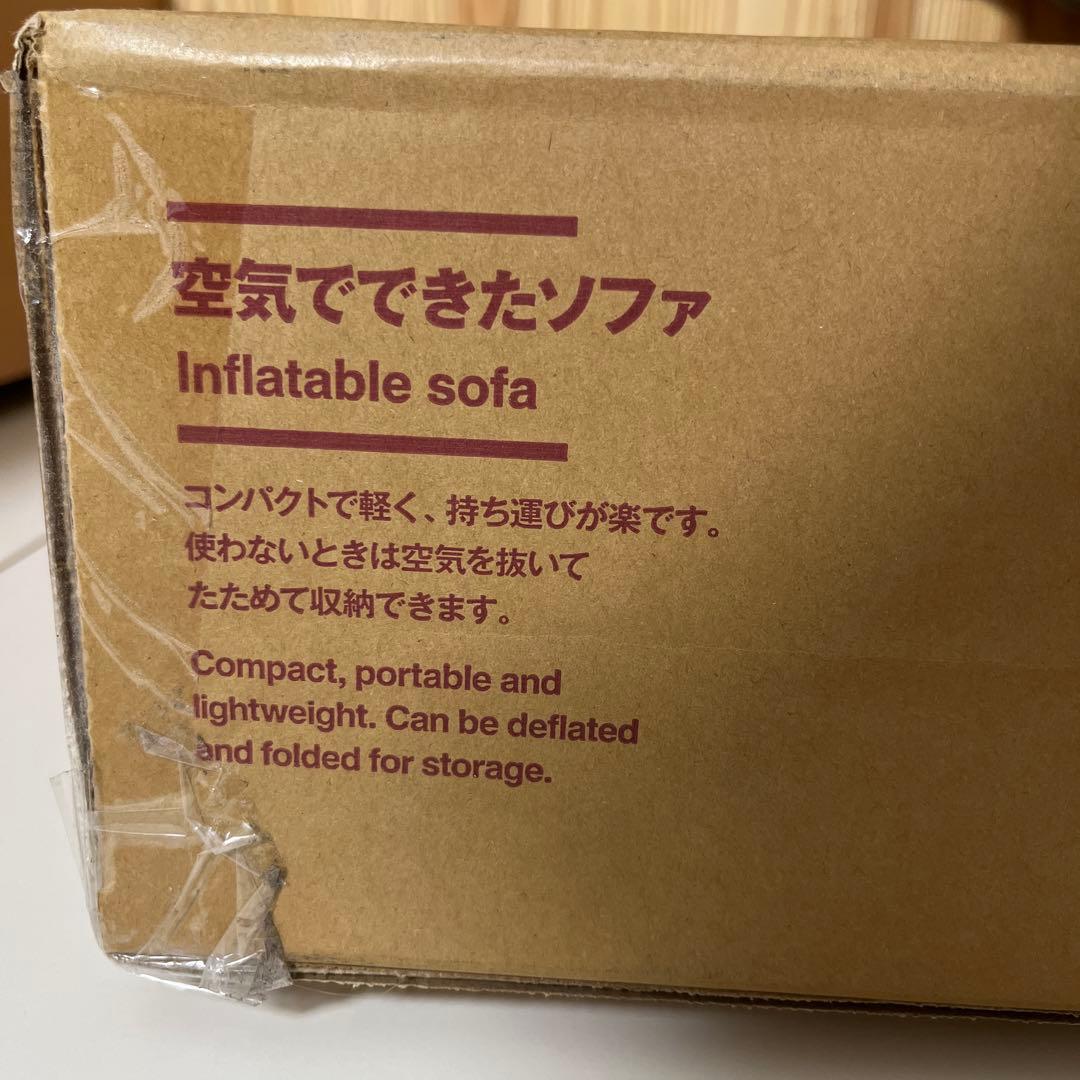 空気でできたソファ
Inflatable sofa
コンパクトで軽く、持ち運びが楽です。
使わないときは空気を抜いて
たためて収納できます。
Compact, portable and
lightweight. Can be deflated
and folded for storage.